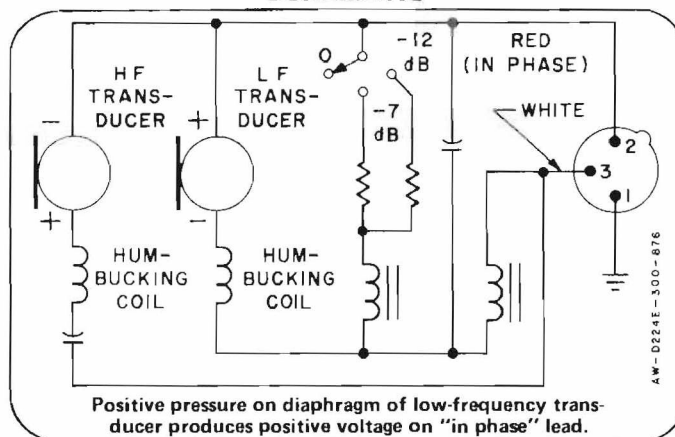 -12
dB
0
RED
(IN PHASE)
HF
TRANS-
DUCER
LF
TRANS-
DUCER
-7
dB
WHITE
-
+
2
3
1
+
-
HUM-
BUCKING
COIL
HUM-
BUCKING
COIL
AW-D224E-300-876
Positive pressure on diaphragm of low-frequency trans-
ducer produces positive voltage on "in phase" lead.